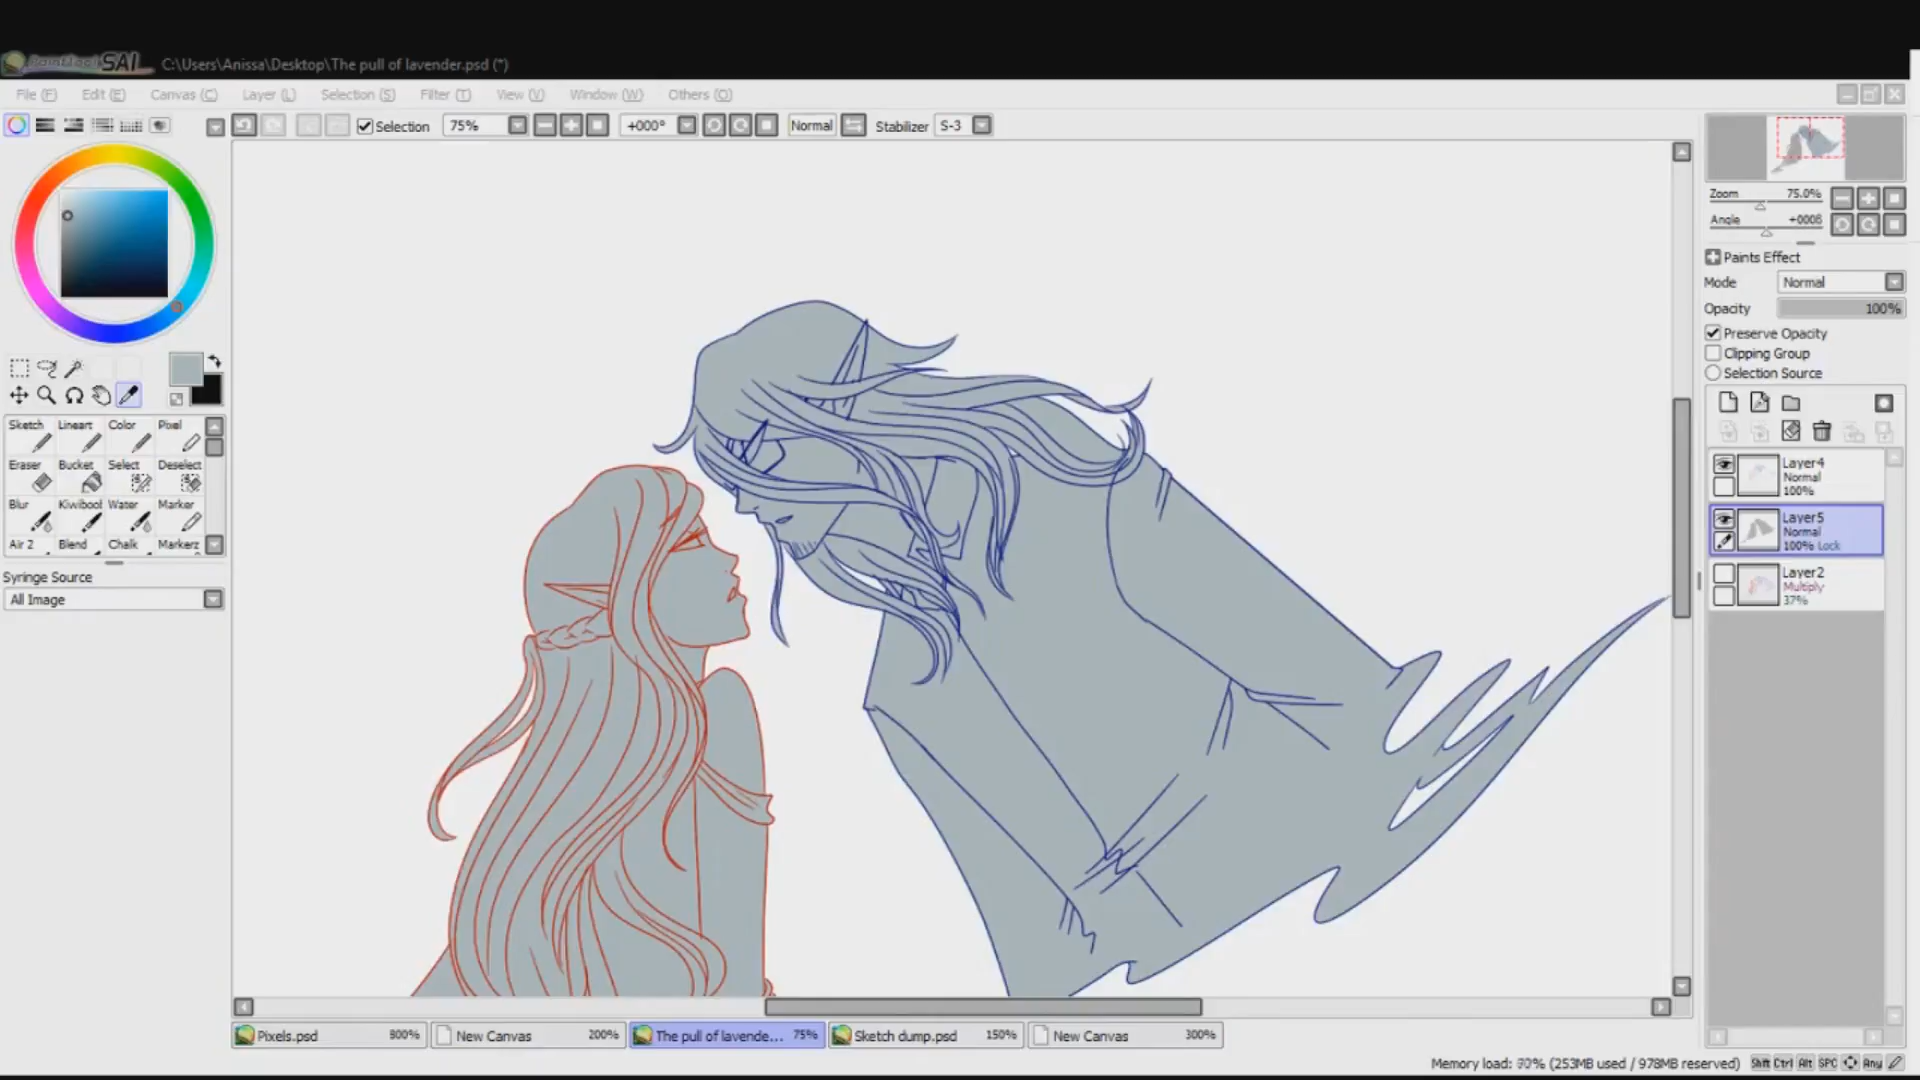 PaintTool SAI C:\Users\Anissa\Desktop\The pull of lavender.psd (*)
File (F) Edit (E) Canvas (C) Layer (L) Selection (S) Filter (T) View (V) Window (W) Others (O)
Selection 75% +000° Normal Stabilizer S-3
Zoom 75.0%
Angle +000ß
Paints Effect
Mode Normal
Opacity 100%
Preserve Opacity
Clipping Group
Selection Source
Sketch Lineart Color Pixel
Eraser Bucket Select Deselect
Blur Kiwiboo Water Marker
Air 2 Blend Chalk Markerz
Syringe Source
All Image
Layer4
Normal
100%
Layer5
Normal
100% Lock
Layer2
Multiply
37%
Pixels.psd 800% New Canvas 200% The pull of lavende... 75% Sketch dump.psd 150% New Canvas 300%
Memory load: (253MB used / 978MB reserved) Shift Ctrl Alt SPC Any